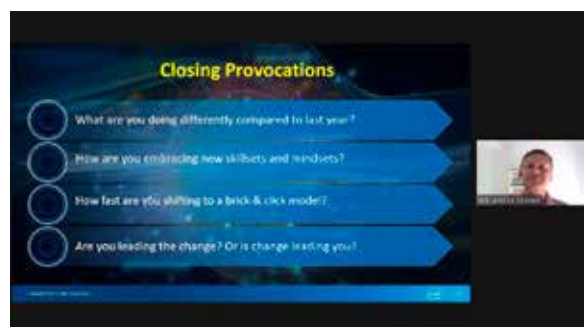 Closing Provocations
What are you doing differently compared to last year?
How are you embracing new skillsets and mindsets?
How fast are you shifting to a brick & click model?
Are you leading the change? Or is change leading you?